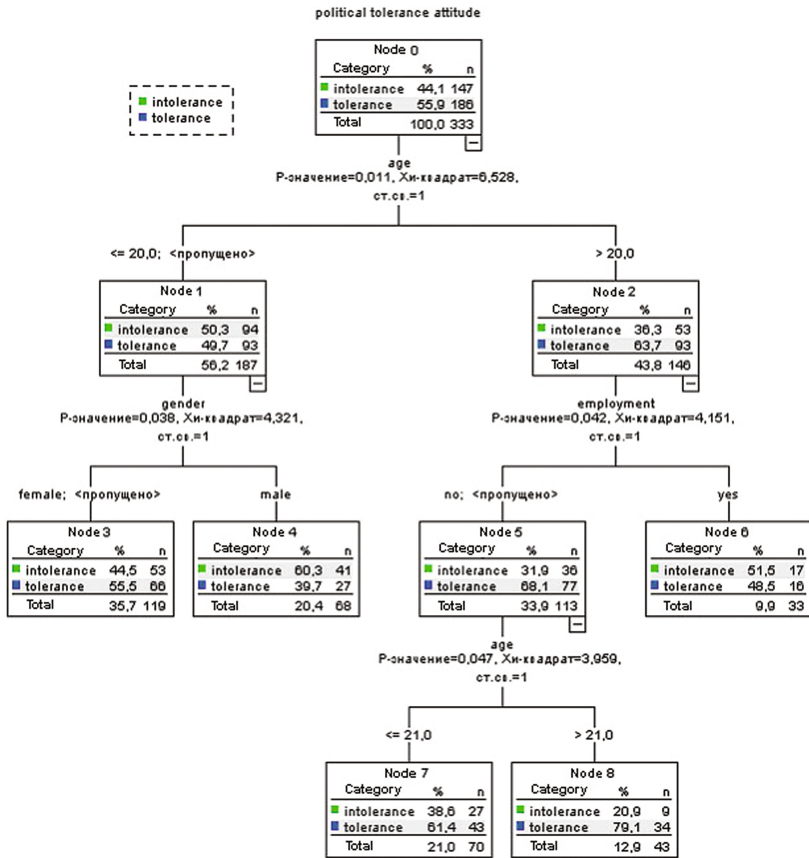 political tolerance attitude
intolerance
tolerance
Node 0
Category % n
intolerance 44,1 147
tolerance 55,9 186
Total 100,0 333
age
Р-значение=0,011, Хи-квадрат=6,528,
ст.св.=1
<= 20,0; <пропущено>
> 20,0
Node 1
Category % n
intolerance 50,3 94
tolerance 49,7 93
Total 56,2 187
Node 2
Category % n
intolerance 36,3 53
tolerance 63,7 93
Total 43,8 146
gender
Р-значение=0,038, Хи-квадрат=4,321,
ст.св.=1
employment
Р-значение=0,042, Хи-квадрат=4,151,
ст.св.=1
female; <пропущено>
male
no; <пропущено>
yes
Node 3
Category % n
intolerance 44,5 53
tolerance 55,5 66
Total 35,7 119
Node 4
Category % n
intolerance 60,3 41
tolerance 39,7 27
Total 20,4 68
Node 5
Category % n
intolerance 31,9 36
tolerance 68,1 77
Total 33,9 113
Node 6
Category % n
intolerance 51,5 17
tolerance 48,5 16
Total 9,9 33
age
Р-значение=0,047, Хи-квадрат=3,959,
ст.св.=1
<= 21,0
> 21,0
Node 7
Category % n
intolerance 38,6 27
tolerance 61,4 43
Total 21,0 70
Node 8
Category % n
intolerance 20,9 9
tolerance 79,1 34
Total 12,9 43